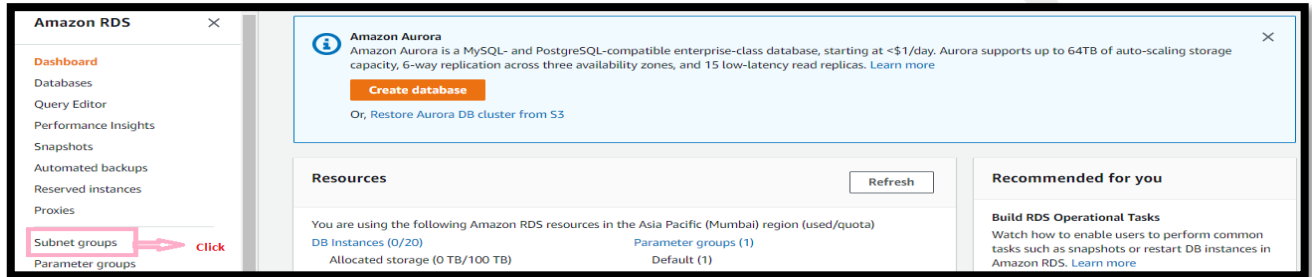 Amazon RDS
Dashboard
Databases
Query Editor
Performance Insights
Snapshots
Automated backups
Reserved instances
Proxies
Subnet groups
Click
Parameter groups
Amazon Aurora
Amazon Aurora is a MySQL- and PostgreSQL-compatible enterprise-class database, starting at <$1/day. Aurora supports up to 64TB of auto-scaling storage
capacity, 6-way replication across three availability zones, and 15 low-latency read replicas. Learn more
Create database
Or, Restore Aurora DB cluster from S3
Resources
Refresh
You are using the following Amazon RDS resources in the Asia Pacific (Mumbai) region (used/quota)
DB Instances (0/20)
Allocated storage (0 TB/100 TB)
Parameter groups (1)
Default (1)
Recommended for you
Build RDS Operational Tasks
Watch how to enable users to perform common
tasks such as snapshots or restart DB instances in
Amazon RDS. Learn more